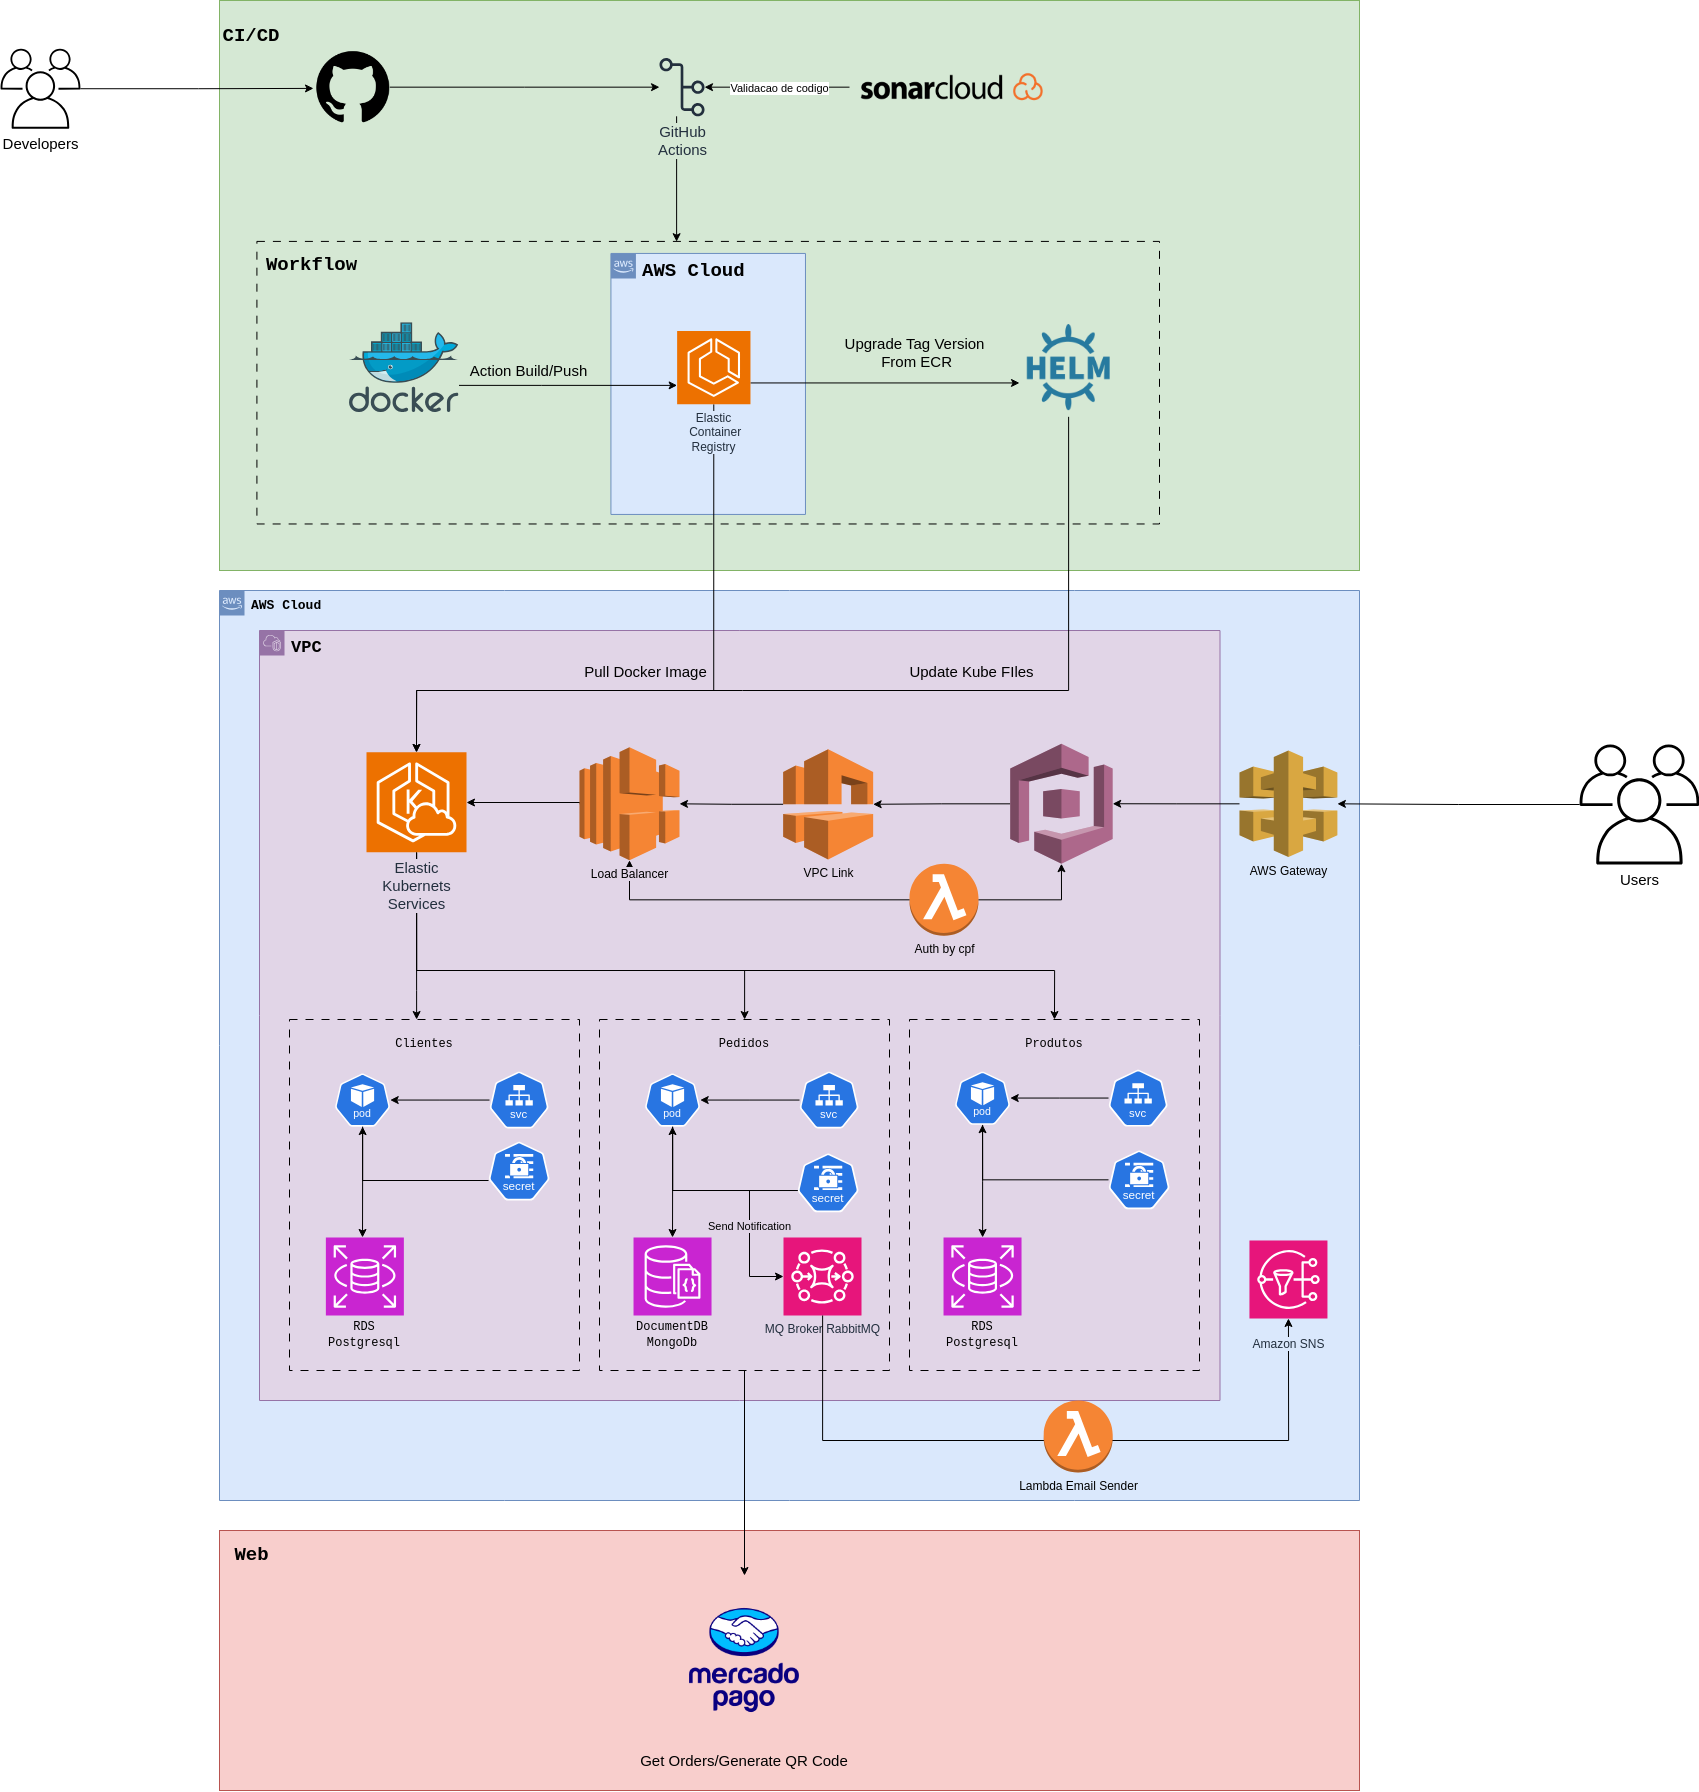 CI/CD
Developers
Validacao de codigo
sonarcloud
GitHub
Actions
Workflow
aws
AWS Cloud
docker
Action Build/Push
Elastic
Container
Registry
Upgrade Tag Version
From ECR
HELM
aws
AWS Cloud
VPC
Pull Docker Image
Update Kube FIles
K
Elastic
Kubernets
Services
Load Balancer
VPC Link
Auth by cpf
AWS Gateway
Users
Clientes
pod
svc
secret
RDS
Postgresql
Pedidos
pod
svc
secret
Send Notification
DocumentDB
MongoDb
MQ Broker RabbitMQ
Produtos
pod
svc
secret
RDS
Postgresql
Amazon SNS
Lambda Email Sender
Web
mercado
pago
Get Orders/Generate QR Code